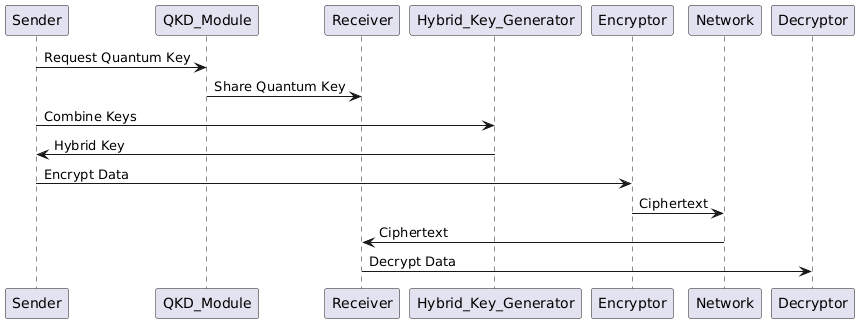 Sender QKD_Module Receiver Hybrid_Key_Generator Encryptor Network Decryptor
Request Quantum Key
Share Quantum Key
Combine Keys
Hybrid Key
Encrypt Data
Ciphertext
Ciphertext
Decrypt Data
Sender QKD_Module Receiver Hybrid_Key_Generator Encryptor Network Decryptor